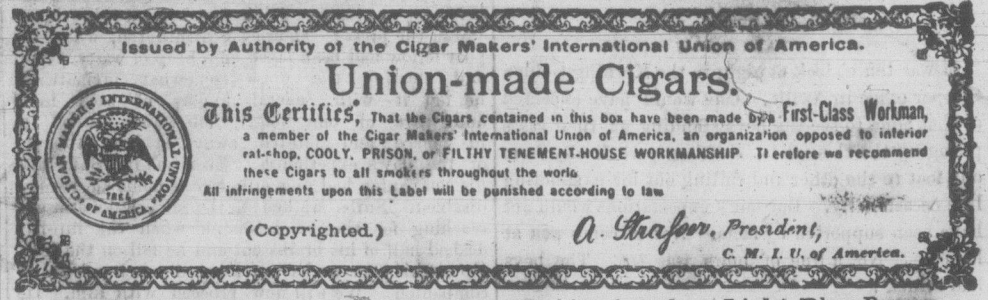 Issued by Authority of the Cigar Makers' International Union of America.
Union-made Cigars.
This Certifies, That the Cigars contained in this box have been made by a First-Class Workman,
a member of the Cigar Makers' International Union of America, an organization opposed to inferior
rat-shop, COOLY, PRISON, or FILTHY TENEMENT-HOUSE WORKMANSHIP. Therefore we recommend
these Cigars to all smokers throughout the world.
All infringements upon this Label will be punished according to law.
(Copyrighted.)
A. Strasser, President,
C. M. I. U. of America.
CIGAR MAKERS' INTERNATIONAL UNION
OF AMERICA.
1864